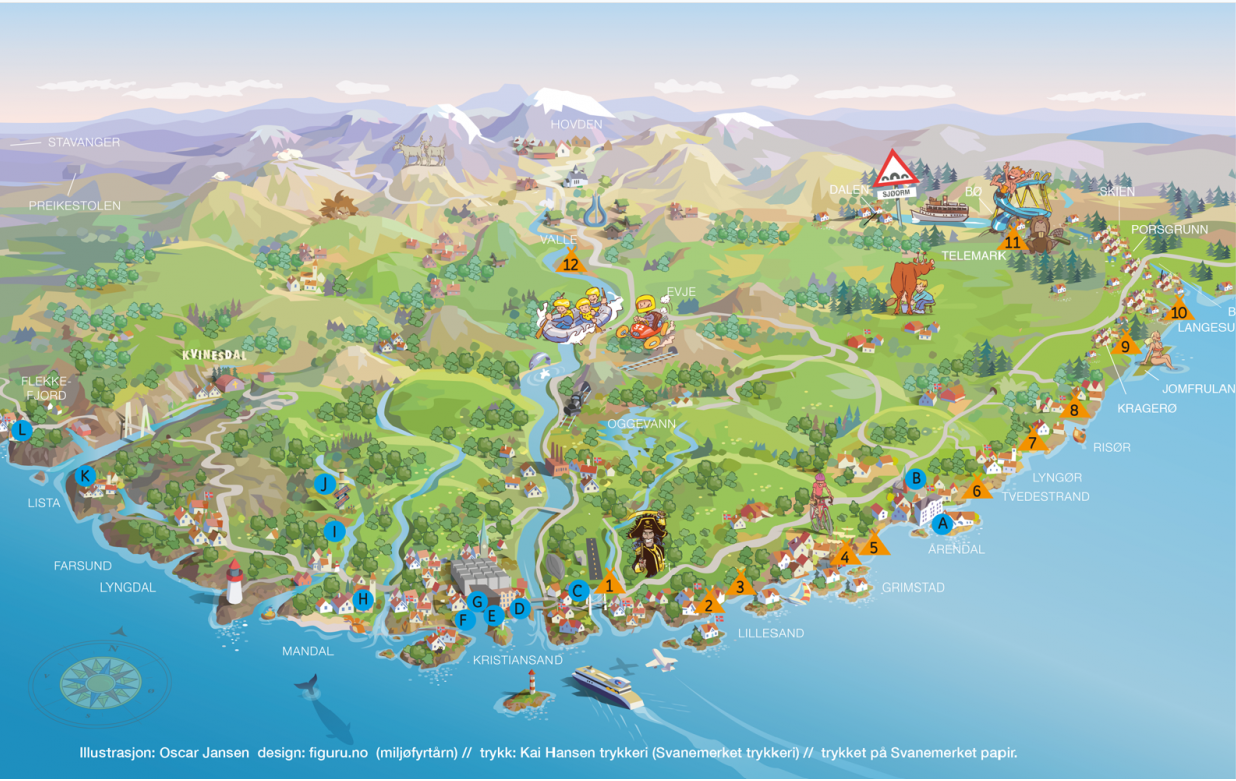 HOVDEN
STAVANGER
PREIKESTOLEN
DALEN
SJØORM
BØ
SKIEN
PORSGRUNN
VALLE
12
11
TELEMARK
EVJE
10
LANGESU
9
KVINESDAL
FLEKKE-
FJORD
JOMFRULAN
KRAGERØ
8
L
OGGEVANN
7
RISØR
K
J
B
LYNGØR
6
TVEDESTRAND
LISTA
I
A
5
ARENDAL
4
FARSUND
LYNGDAL
C
1
3
GRIMSTAD
H
G
D
2
F
E
LILLESAND
MANDAL
KRISTIANSAND
N
Illustrasjon: Oscar Jansen design: figuru.no (miljøfyrtårn) // trykk: Kai Hansen trykkeri (Svanemerket trykkeri) // trykket på Svanemerket papir.